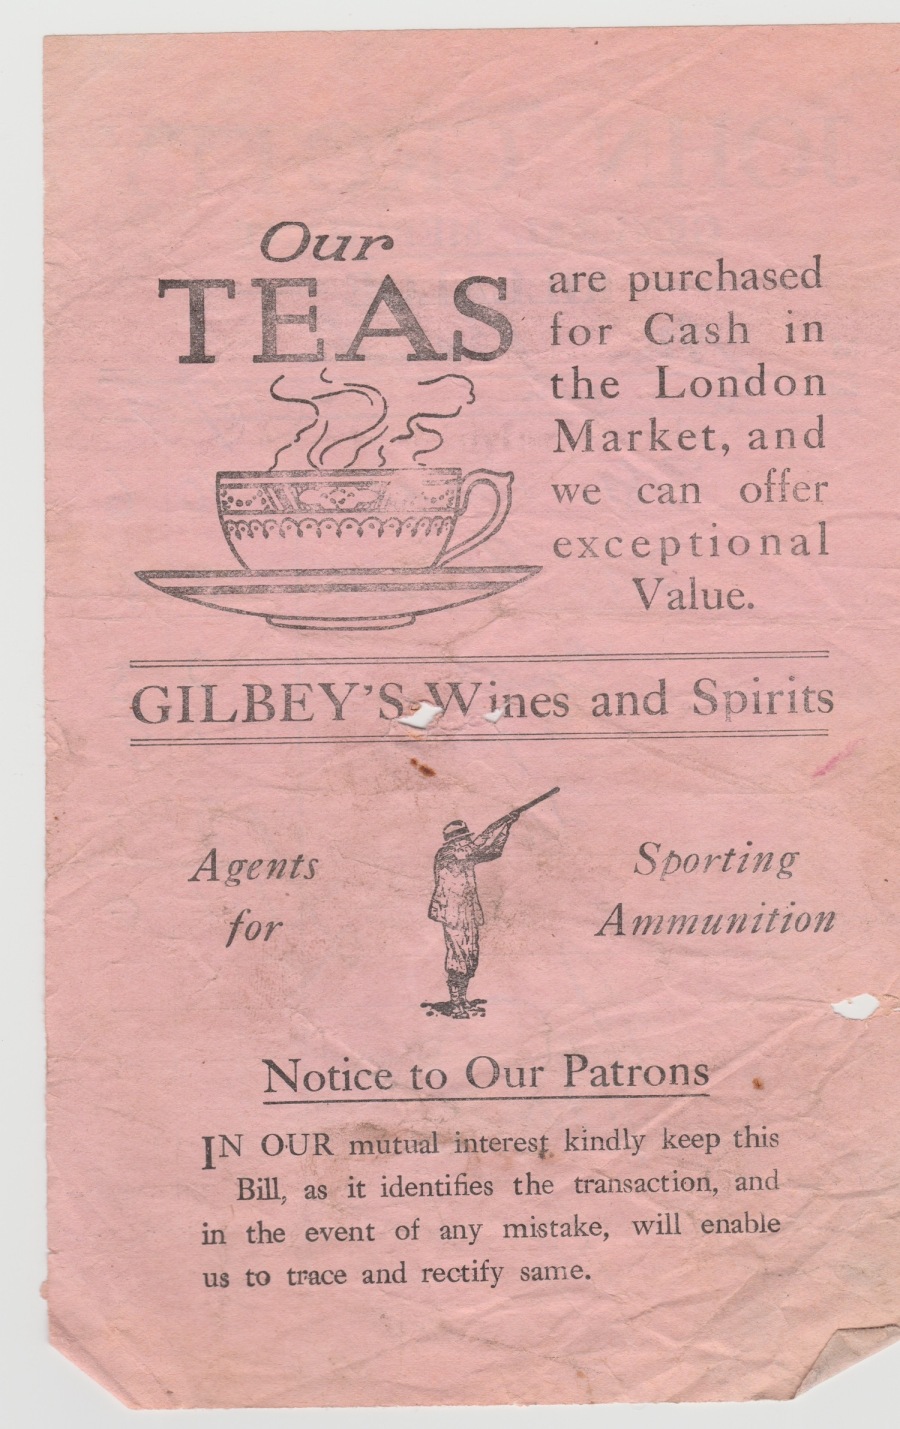 Our
TEAS
are purchased
for Cash in
the London
Market, and
we can offer
exceptional
Value.
GILBEY'S Wines and Spirits
Agents
for
Sporting
Ammunition
Notice to Our Patrons
IN OUR mutual interest kindly keep this
Bill, as it identifies the transaction, and
in the event of any mistake, will enable
us to trace and rectify same.